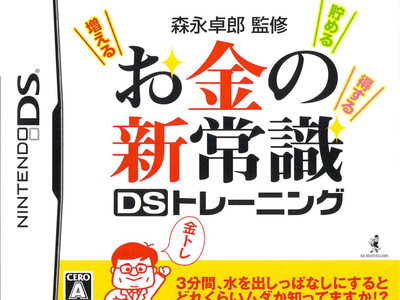 NINTENDO DS
森永卓郎 監修
増える
貯める
得する
お金の
新常識
DSトレーニング
金トレ
CERO
A
3分間、水を出しっぱなしにすると
どれくらいムダか知ってますか!?